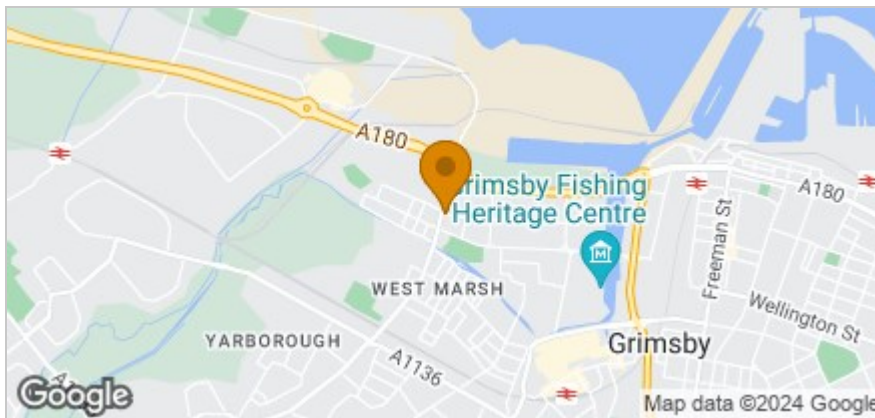 A180
Grimsby Fishing
Heritage Centre
A180
Freeman St
WEST MARSH
Wellington St
YARBOROUGH
A1136
Grimsby
Google
Map data ©2024 Google